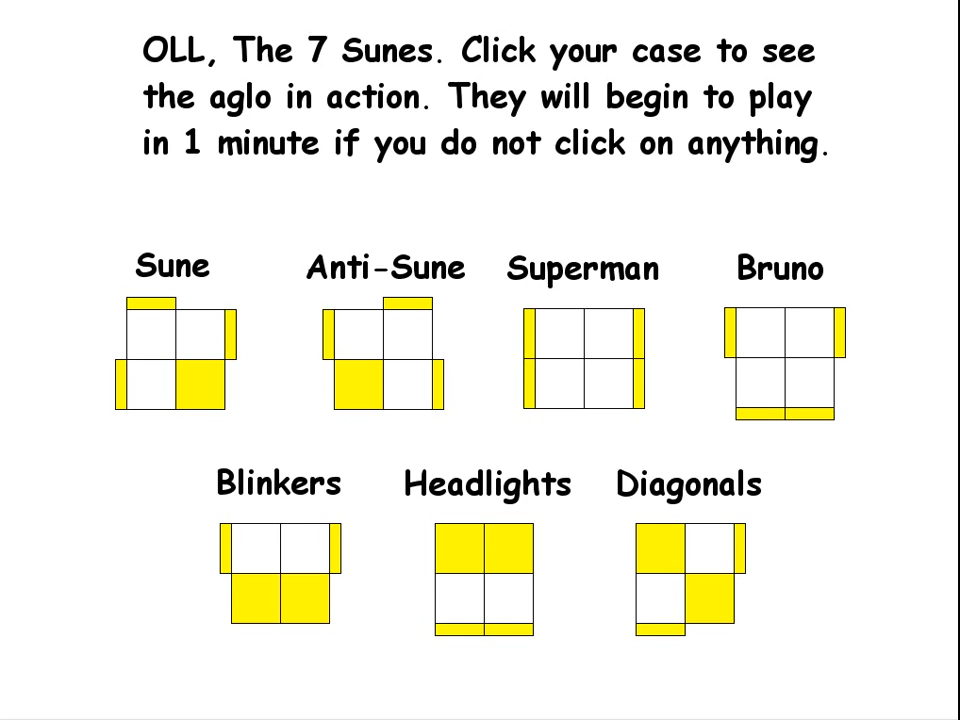 OLL, The 7 Sunes. Click your case to see
the aglo in action. They will begin to play
in 1 minute if you do not click on anything.
Sune Anti-Sune Superman Bruno
Blinkers Headlights Diagonals